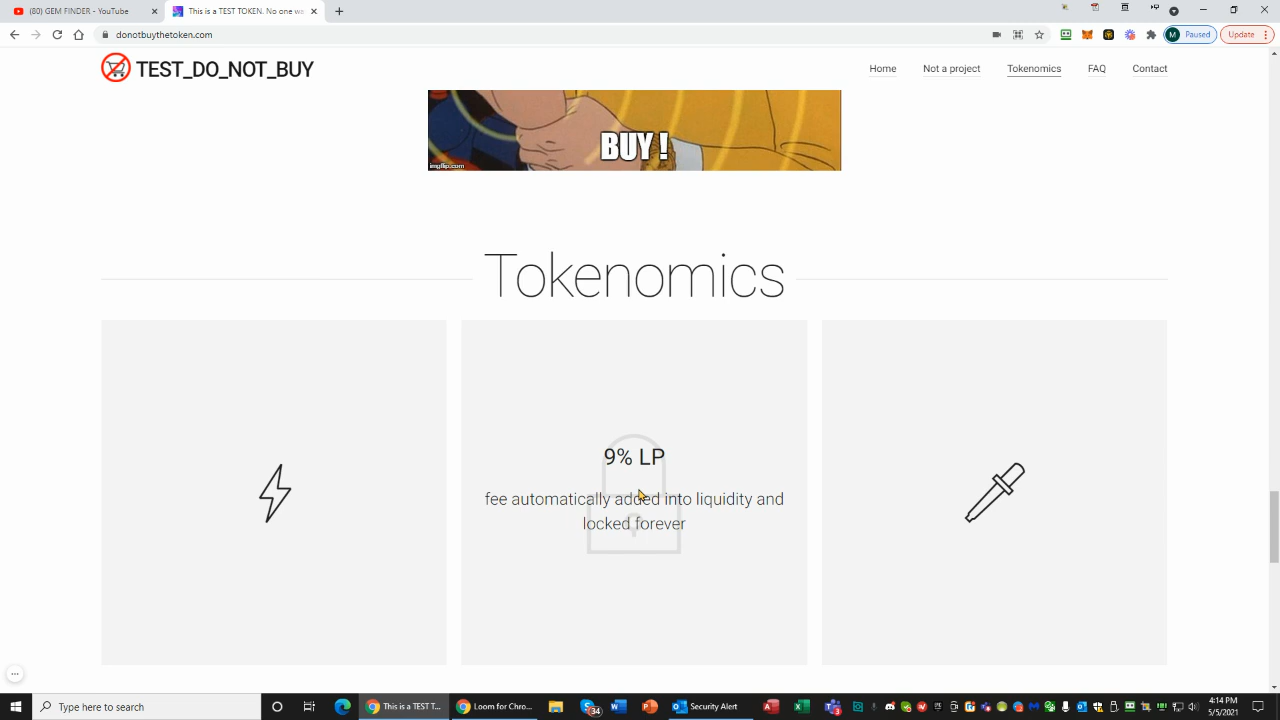 (80) GEM FINDER - YouTube
This is a TEST TOKEN. No one wa
donotbuythetoken.com
M
Paused
Update
TEST_DO_NOT_BUY
Home
Not a project
Tokenomics
FAQ
Contact
BUY !
imgflip.com
Tokenomics
9% LP
fee automatically added into liquidity and
locked forever
Type here to search
This is a TEST T...
Loom for Chro...
34
Security Alert
3
4:14 PM
5/5/2021